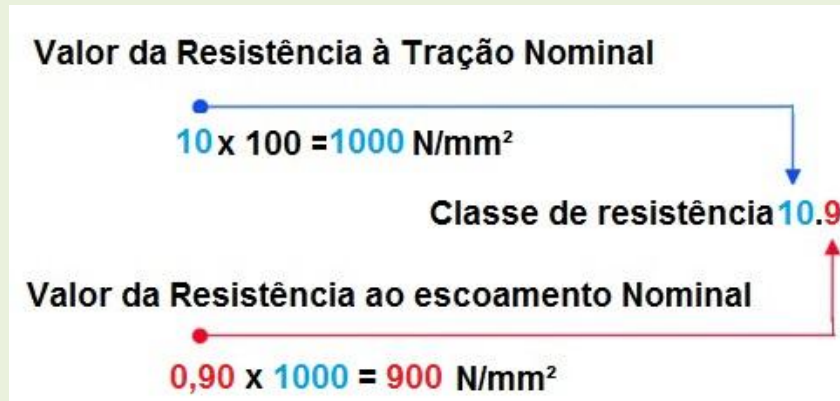 Valor da Resistência à Tração Nominal
10 x 100 =1000 N/mm²
Classe de resistência 10.9
Valor da Resistência ao escoamento Nominal
0,90 x 1000 = 900 N/mm²